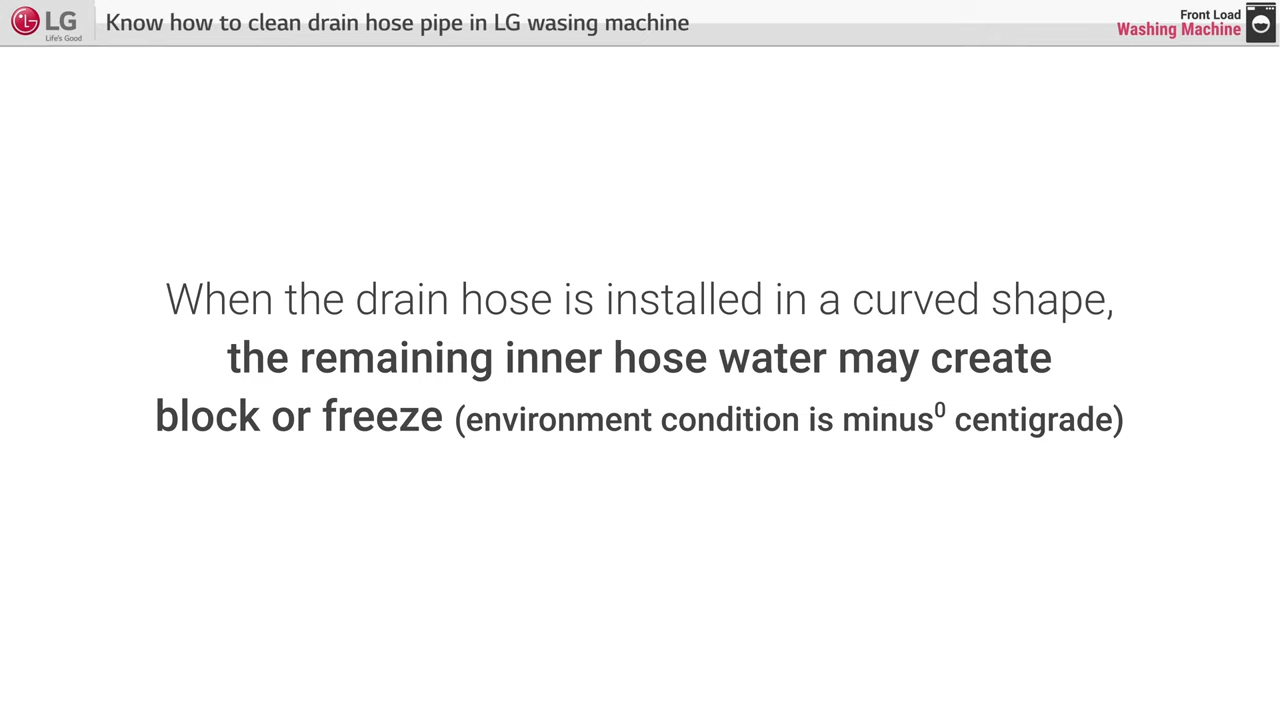 LG
Life's Good
Know how to clean drain hose pipe in LG wasing machine
Front Load
Washing Machine
When the drain hose is installed in a curved shape,
the remaining inner hose water may create
block or freeze (environment condition is minus⁰ centigrade)